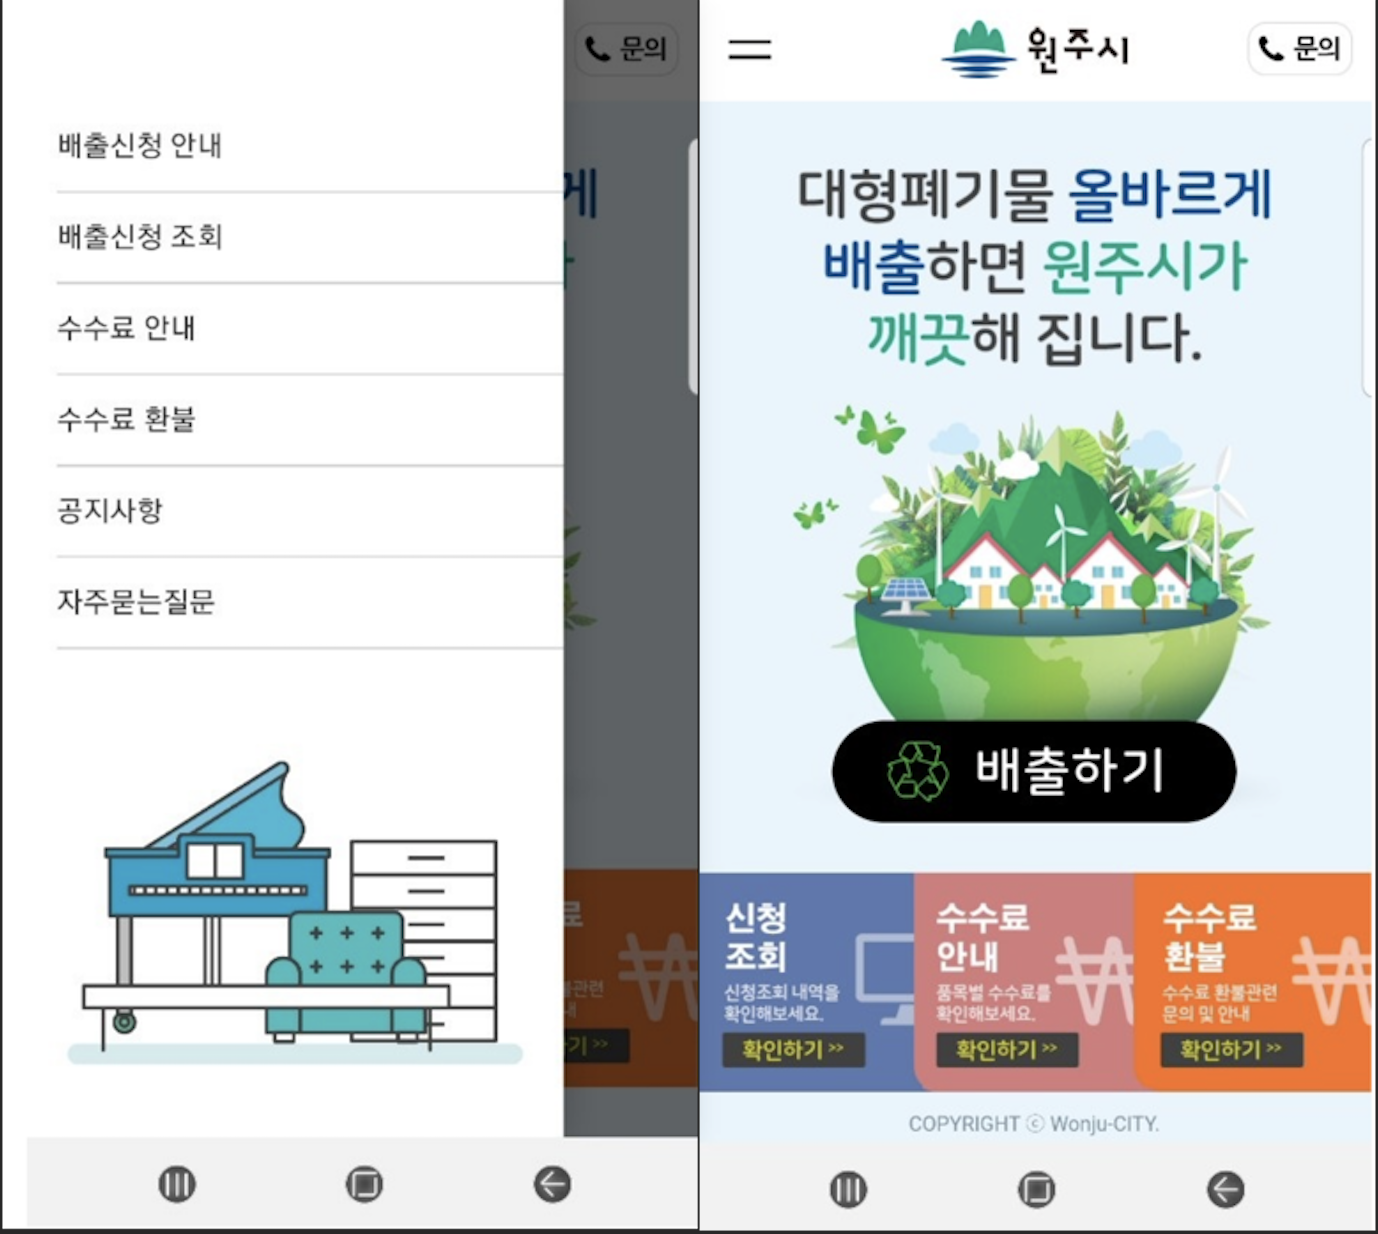 문의
배출신청 안내
배출신청 조회
수수료 안내
수수료 환불
공지사항
자주묻는질문
게
료
관련
내
기 >>
원주시
문의
대형폐기물 올바르게
배출하면 원주시가
깨끗해 집니다.
배출하기
신청
조회
신청조회 내역을
확인해보세요.
확인하기 >>
수수료
안내
품목별 수수료를
확인해보세요.
확인하기 >>
수수료
환불
수수료 환불관련
문의 및 안내
확인하기 >>
COPYRIGHT ⓒ Wonju-CITY.